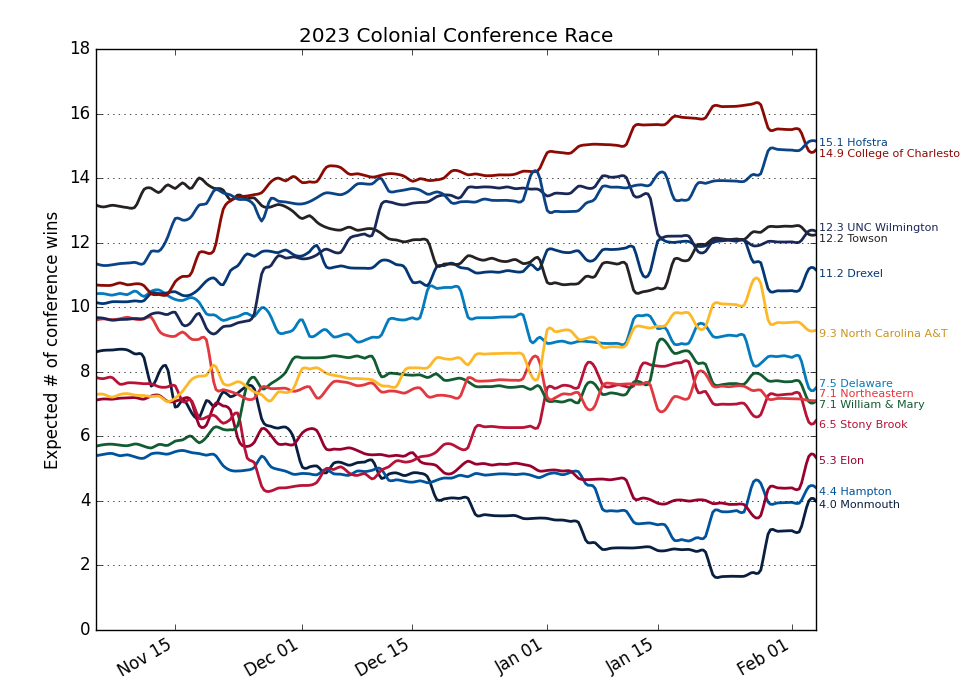 2023 Colonial Conference Race
Expected # of conference wins
18
16
14
12
10
8
6
4
2
0
Nov 15
Dec 01
Dec 15
Jan 01
Jan 15
Feb 01
15.1 Hofstra
14.9 College of Charlesto
12.3 UNC Wilmington
12.2 Towson
11.2 Drexel
9.3 North Carolina A&T
7.5 Delaware
7.1 Northeastern
7.1 William & Mary
6.5 Stony Brook
5.3 Elon
4.4 Hampton
4.0 Monmouth